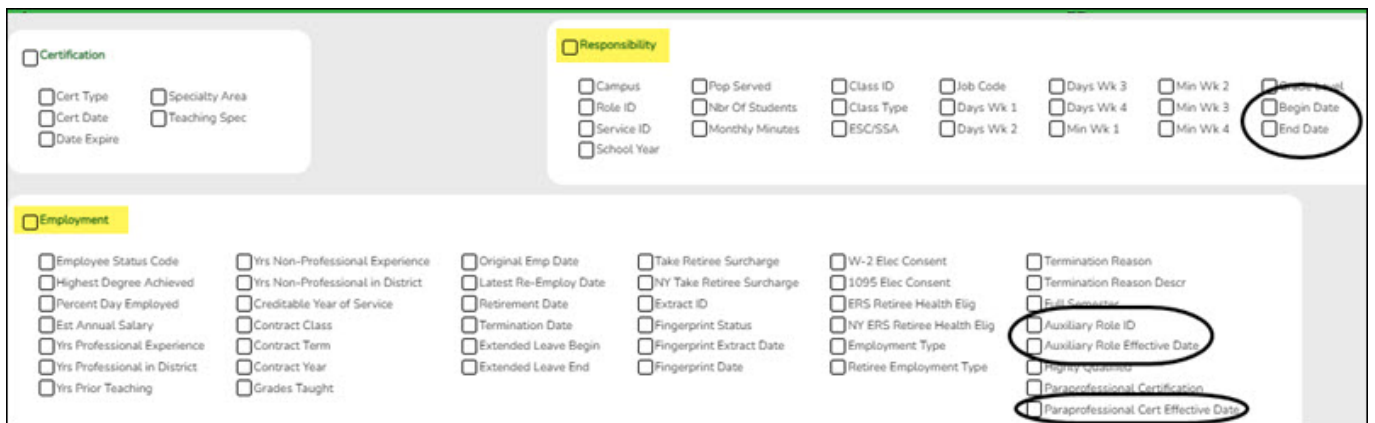 Certification
Cert Type Specialty Area
Cert Date Teaching Spec
Date Expire
Responsibility
Campus Pop Served Class ID Job Code Days Wk 3 Min Wk 2 Grade Level
Role ID Nbr Of Students Class Type Days Wk 1 Days Wk 4 Min Wk 3 Begin Date
Service ID Monthly Minutes ESC/SSA Days Wk 2 Min Wk 1 Min Wk 4 End Date
School Year
Employment
Employee Status Code Yrs Non-Professional Experience Original Emp Date Take Retiree Surcharge W-2 Elec Consent Termination Reason
Highest Degree Achieved Yrs Non-Professional in District Latest Re-Employ Date NY Take Retiree Surcharge 1095 Elec Consent Termination Reason Descr
Percent Day Employed Creditable Year of Service Retirement Date Extract ID ERS Retiree Health Elig Full Semester
Est Annual Salary Contract Class Termination Date Fingerprint Status NY ERS Retiree Health Elig Auxiliary Role ID
Yrs Professional Experience Contract Term Extended Leave Begin Fingerprint Extract Date Employment Type Auxiliary Role Effective Date
Yrs Professional in District Contract Year Extended Leave End Fingerprint Date Retiree Employment Type Highly Qualified
Yrs Prior Teaching Grades Taught Paraprofessional Certification
Paraprofessional Cert Effective Date